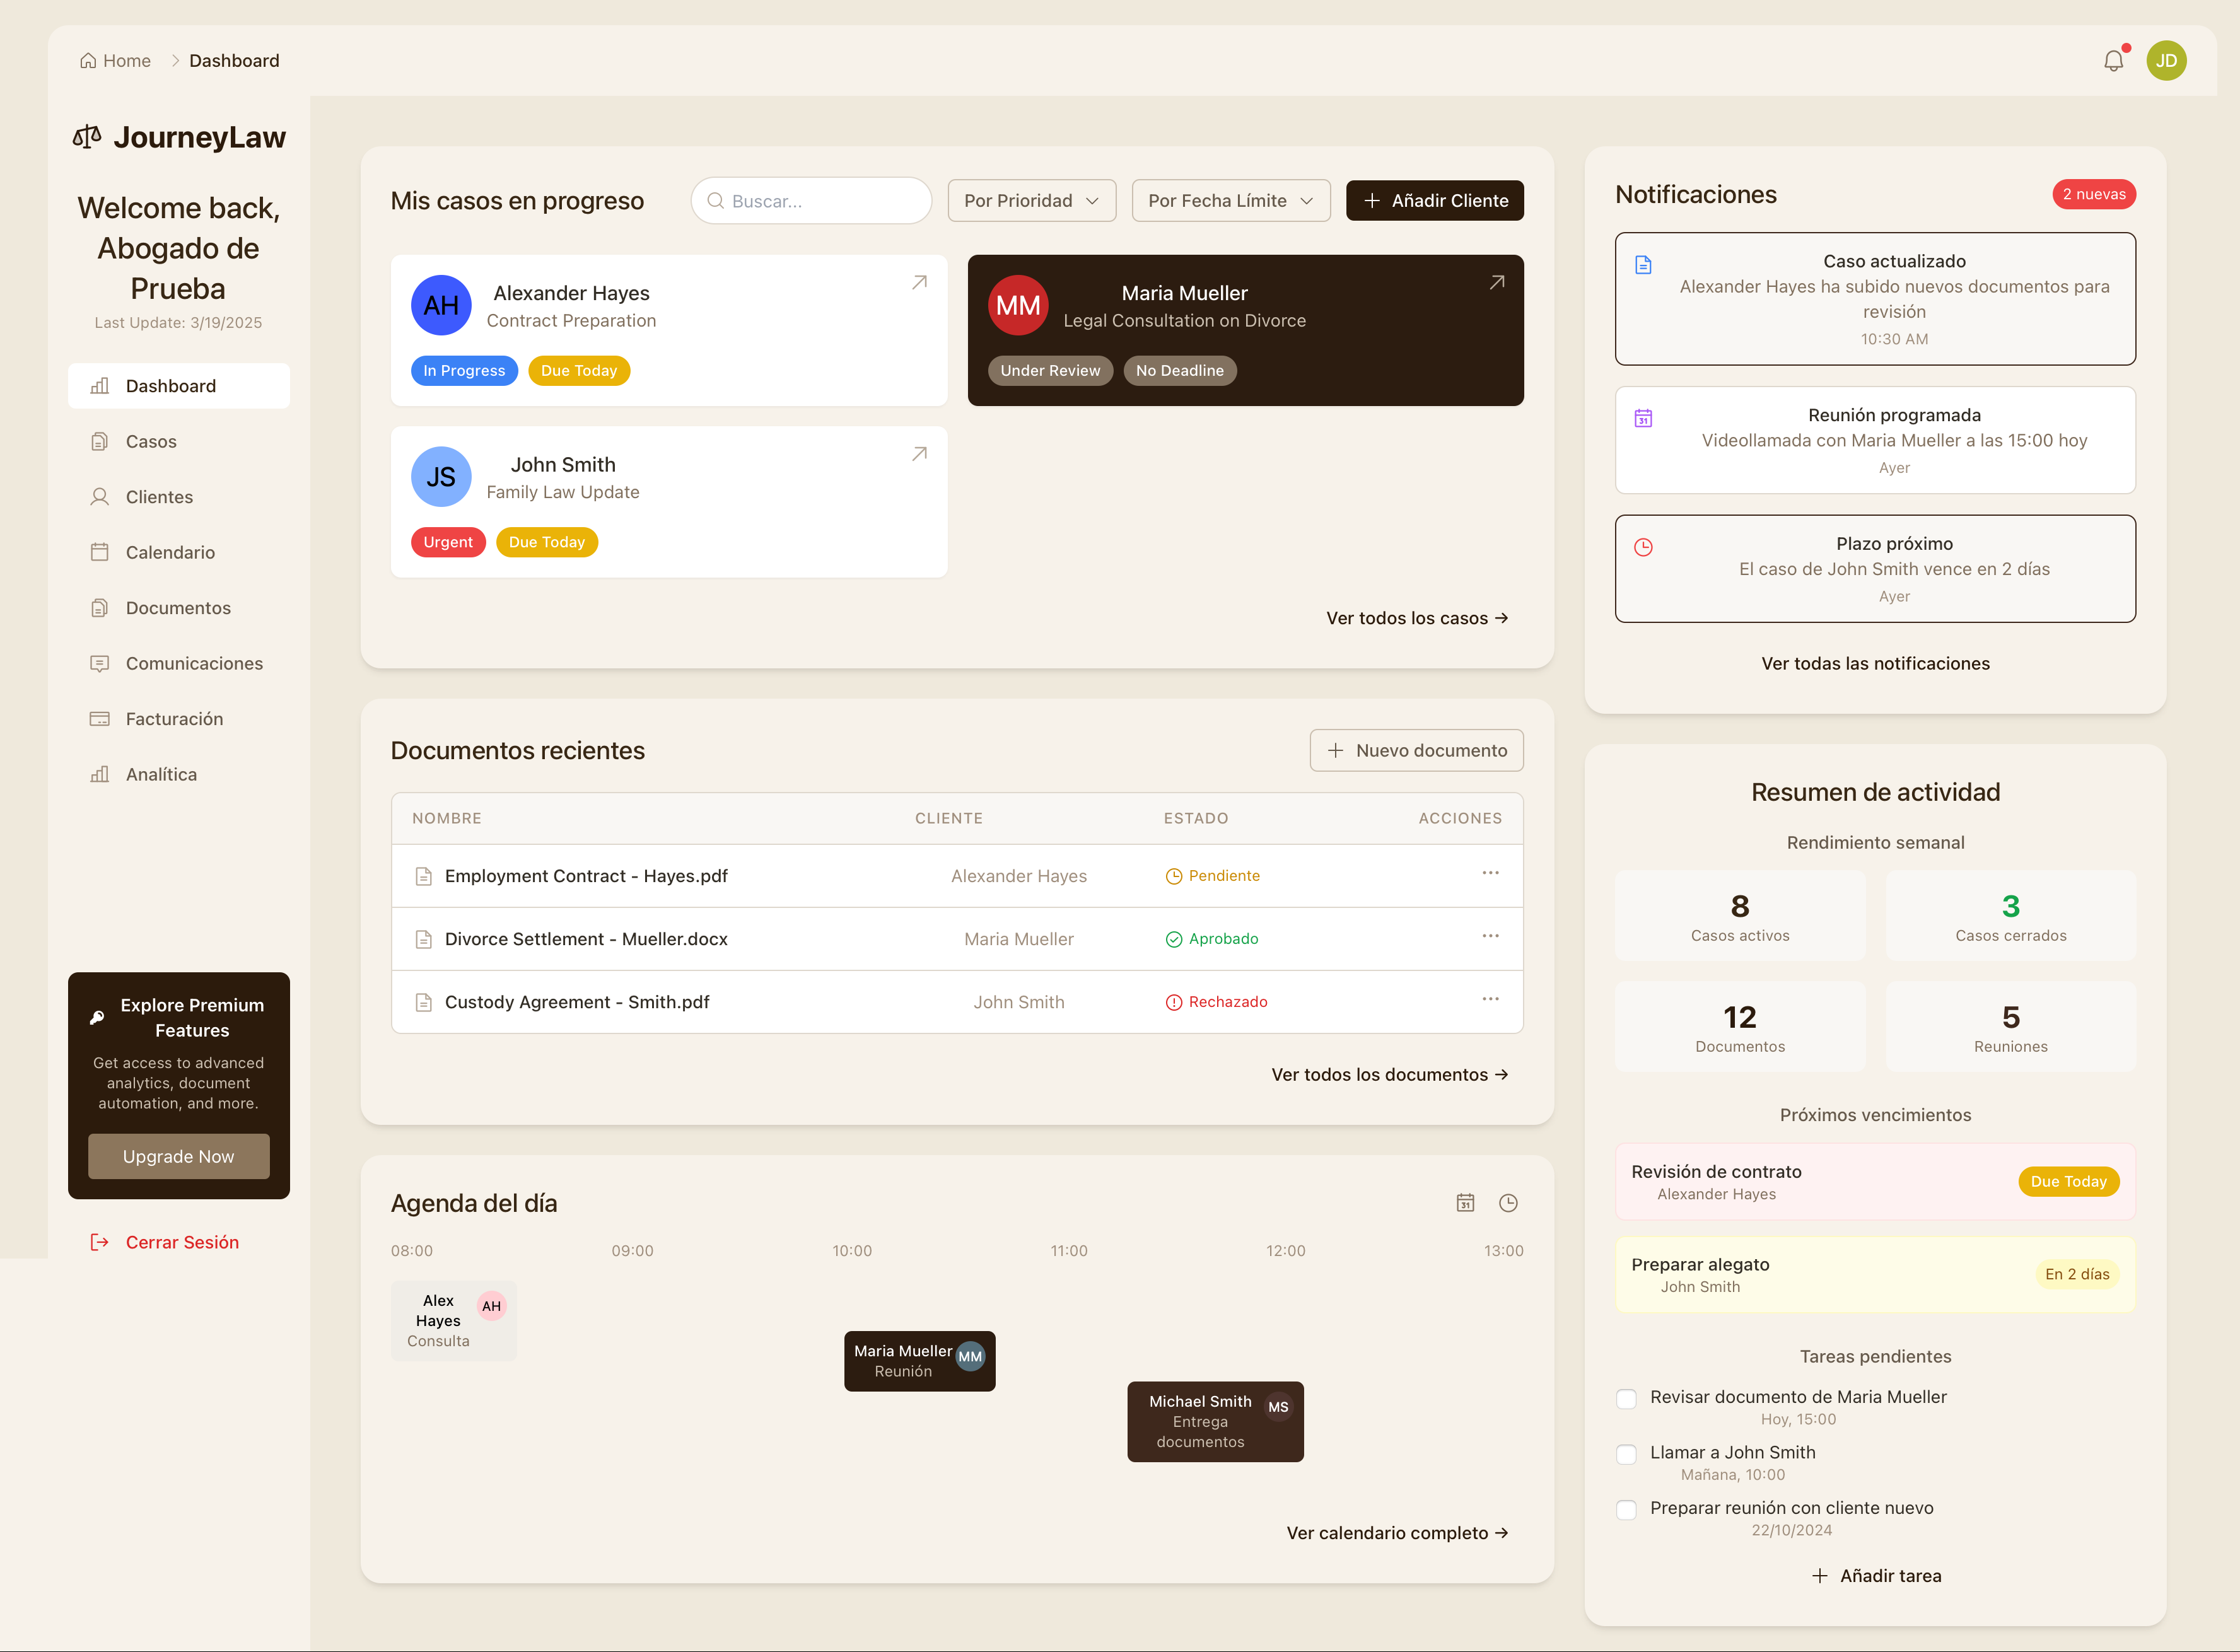 Home
Dashboard
JD
JourneyLaw
Welcome back,
Abogado de
Prueba
Last Update: 3/19/2025
Dashboard
Casos
Clientes
Calendario
Documentos
Comunicaciones
Facturación
Analítica
Explore Premium
Features
Get access to advanced
analytics, document
automation, and more.
Upgrade Now
Cerrar Sesión
Mis casos en progreso
Buscar...
Por Prioridad
Por Fecha Límite
Añadir Cliente
AH
Alexander Hayes
Contract Preparation
In Progress
Due Today
MM
Maria Mueller
Legal Consultation on Divorce
Under Review
No Deadline
JS
John Smith
Family Law Update
Urgent
Due Today
Ver todos los casos →
Documentos recientes
Nuevo documento
NOMBRE CLIENTE ESTADO ACCIONES
Employment Contract - Hayes.pdf Alexander Hayes Pendiente ...
Divorce Settlement - Mueller.docx Maria Mueller Aprobado ...
Custody Agreement - Smith.pdf John Smith Rechazado ...
Ver todos los documentos →
Agenda del día
31
08:00 09:00 10:00 11:00 12:00 13:00
Alex
Hayes
Consulta
AH
Maria Mueller
Reunión
MM
Michael Smith
Entrega
documentos
MS
Ver calendario completo →
Notificaciones
2 nuevas
Caso actualizado
Alexander Hayes ha subido nuevos documentos para
revisión
10:30 AM
31
Reunión programada
Videollamada con Maria Mueller a las 15:00 hoy
Ayer
Plazo próximo
El caso de John Smith vence en 2 días
Ayer
Ver todas las notificaciones
Resumen de actividad
Rendimiento semanal
8
Casos activos
3
Casos cerrados
12
Documentos
5
Reuniones
Próximos vencimientos
Revisión de contrato
Alexander Hayes
Due Today
Preparar alegato
John Smith
En 2 días
Tareas pendientes
Revisar documento de Maria Mueller
Hoy, 15:00
Llamar a John Smith
Mañana, 10:00
Preparar reunión con cliente nuevo
22/10/2024
Añadir tarea